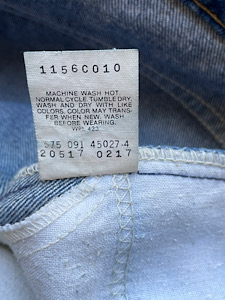 1156C010
MACHINE WASH HOT,
NORMAL CYCLE. TUMBLE DRY.
WASH AND DRY WITH LIKE
COLORS. COLOR MAY TRANS-
FER WHEN NEW. WASH
BEFORE WEARING.
WPL 423
575 091 45027-4
20517 0217